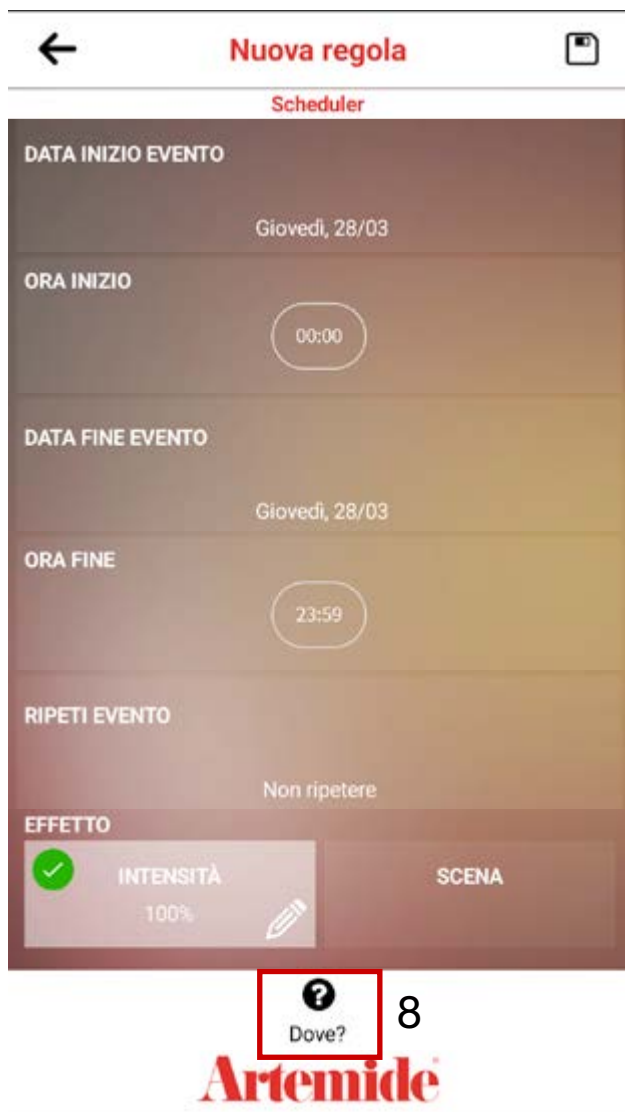 Nuova regola
Scheduler
DATA INIZIO EVENTO
Giovedì, 28/03
ORA INIZIO
00:00
DATA FINE EVENTO
Giovedì, 28/03
ORA FINE
23:59
RIPETI EVENTO
Non ripetere
EFFETTO
INTENSITÀ
SCENA
100%
?
Dove?
8
Artemide